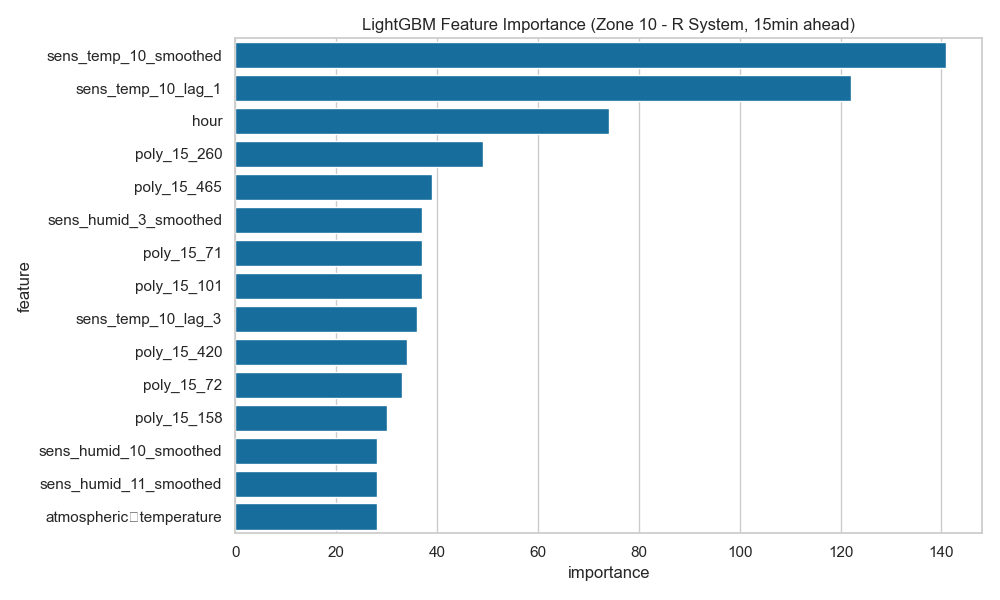 LightGBM Feature Importance (Zone 10 - R System, 15min ahead)
sens_temp_10_smoothed
sens_temp_10_lag_1
hour
poly_15_260
poly_15_465
sens_humid_3_smoothed
poly_15_71
poly_15_101
sens_temp_10_lag_3
poly_15_420
poly_15_72
poly_15_158
sens_humid_10_smoothed
sens_humid_11_smoothed
atmospheric□temperature
feature
0 20 40 60 80 100 120 140
importance